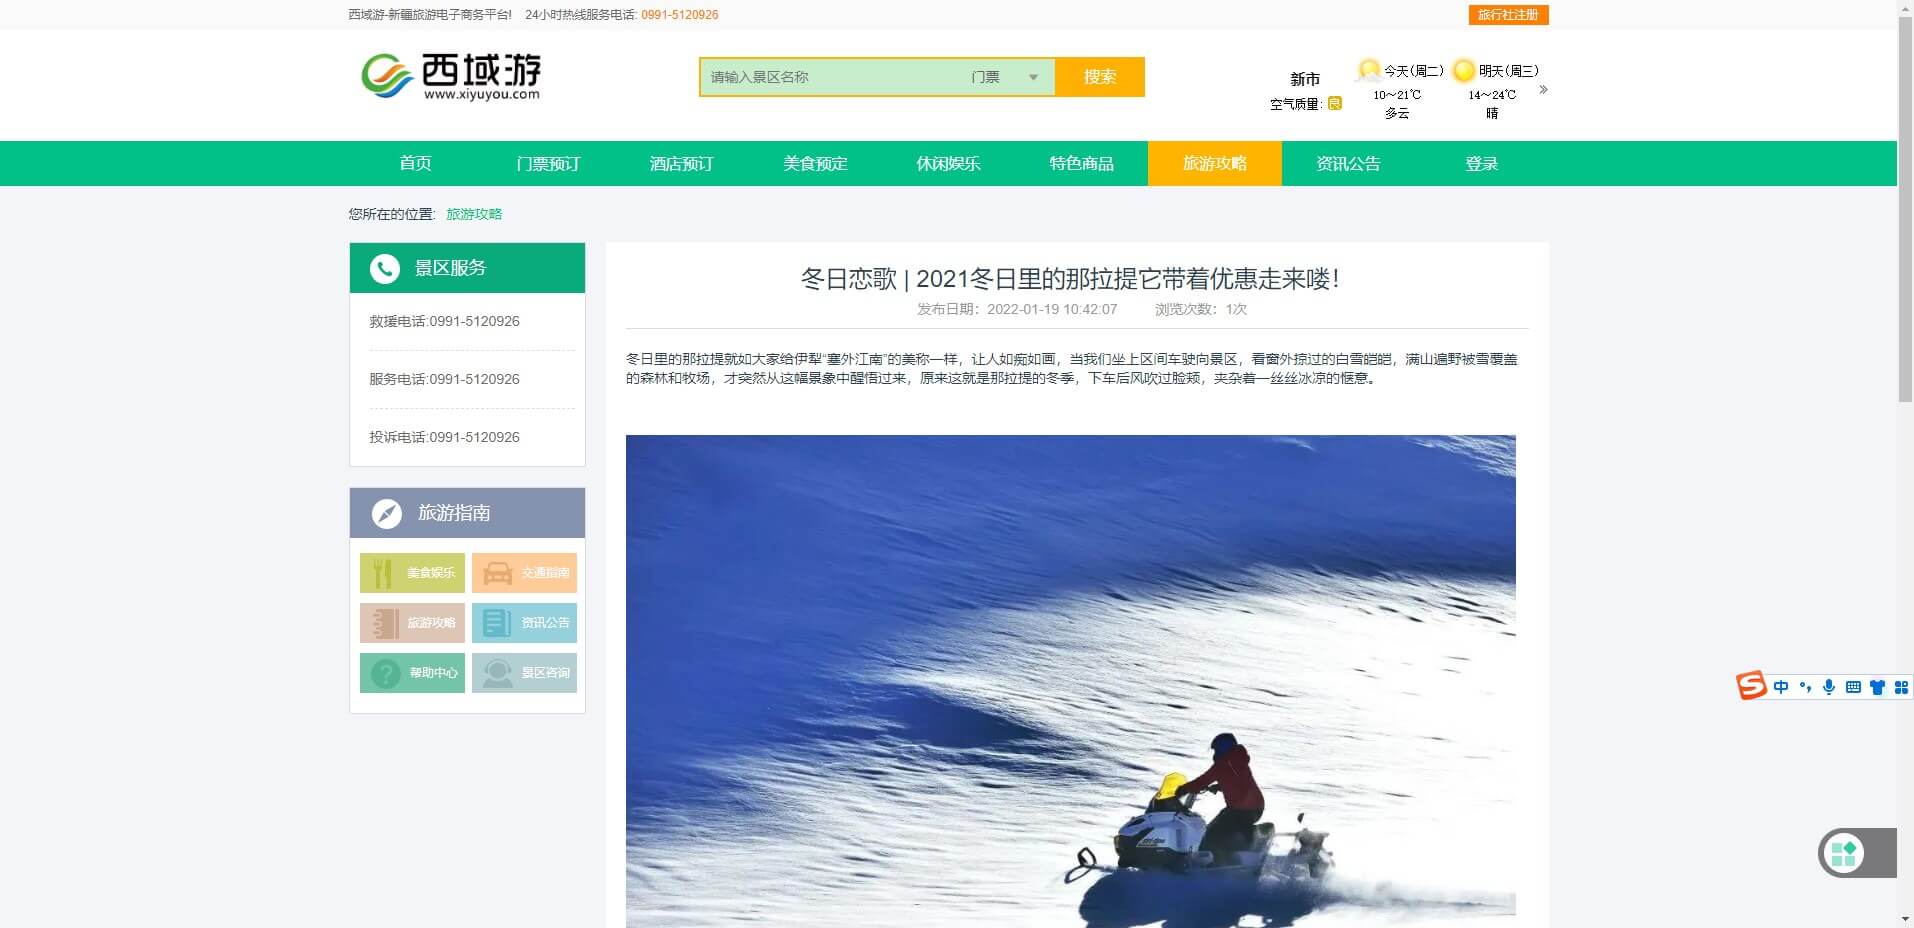 西域游-新疆旅游电子商务平台! 24小时热线服务电话: 0991-5120926
旅行社注册
西域游
www.xiyuyou.com
请输入景区名称 门票 搜索
新市
空气质量: 良
今天(周二)
10～21℃
多云
明天(周三)
14～24℃
晴
»
首页 门票预订 酒店预订 美食预定 休闲娱乐 特色商品 旅游攻略 资讯公告 登录
您所在的位置: 旅游攻略
景区服务
救援电话:0991-5120926
服务电话:0991-5120926
投诉电话:0991-5120926
旅游指南
美食娱乐 交通指南
旅游攻略 资讯公告
帮助中心 景区咨询
冬日恋歌 | 2021冬日里的那拉提它带着优惠走来喽！
发布日期：2022-01-19 10:42:07 浏览次数：1次
冬日里的那拉提就如大家给伊犁“塞外江南”的美称一样，让人如痴如画，当我们坐上区间车驶向景区，看窗外掠过的白雪皑皑，满山遍野被雪覆盖
的森林和牧场，才突然从这幅景象中醒悟过来，原来这就是那拉提的冬季，下车后风吹过脸颊，夹杂着一丝丝冰凉的惬意。
中